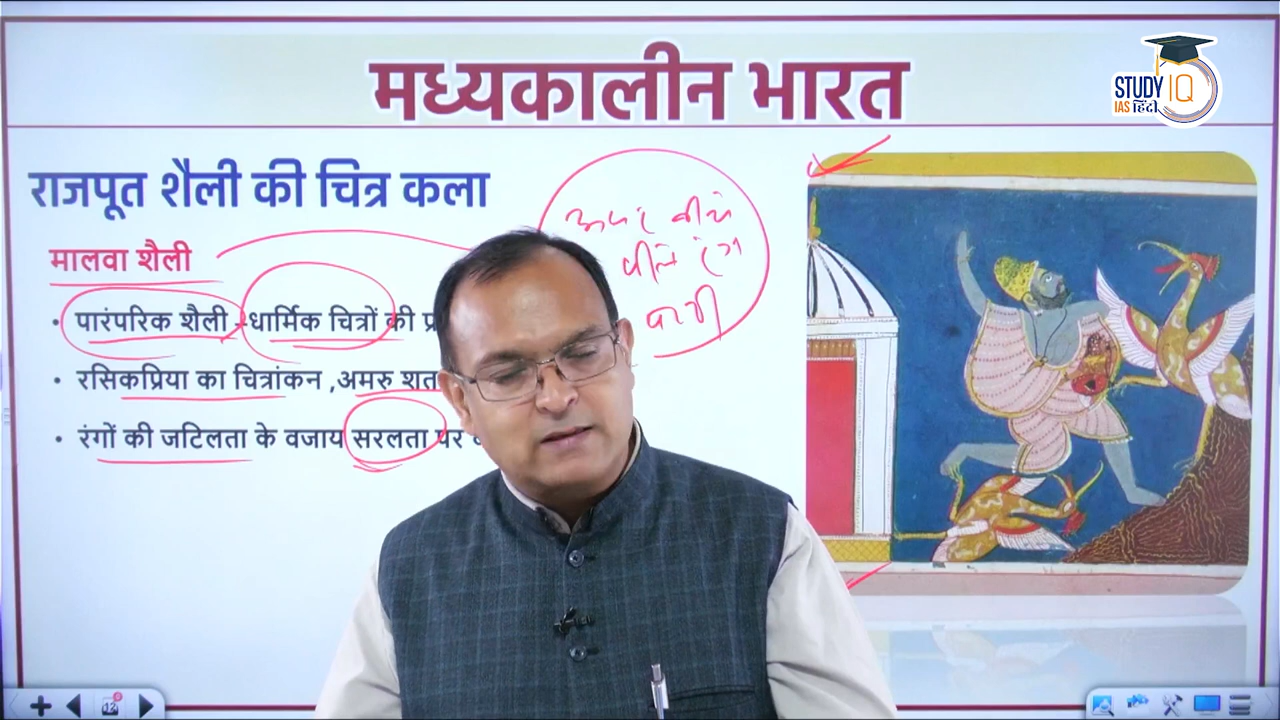 मध्यकालीन भारत
STUDY IQ
IAS हिंदी
राजपूत शैली की चित्र कला
मालवा शैली
• पारंपरिक शैली - धार्मिक चित्रों की
• रसिकप्रिया का चित्रांकन , अमरु
• रंगों की जटिलता के वजाय सरलता पर
नीचे
पीले रंग
12